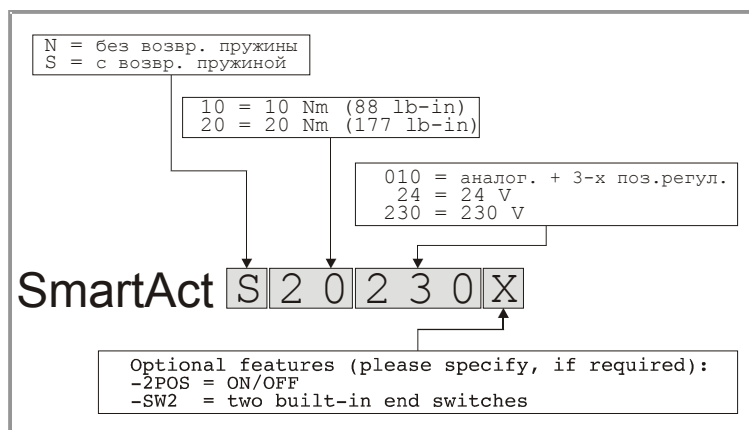 N = без возвр. пружины
S = с возвр. пружиной
10 = 10 Nm (88 lb-in)
20 = 20 Nm (177 lb-in)
010 = аналог. + 3-х поз.регул.
24 = 24 V
230 = 230 V
SmartAct S 2 0 2 3 0 X
Optional features (please specify, if required):
-2POS = ON/OFF
-SW2 = two built-in end switches